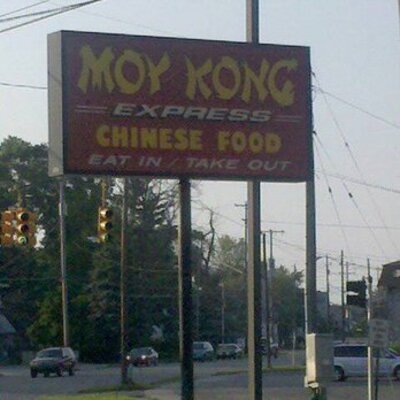 MOY KONG
EXPRESS
CHINESE FOOD
EAT IN / TAKE OUT